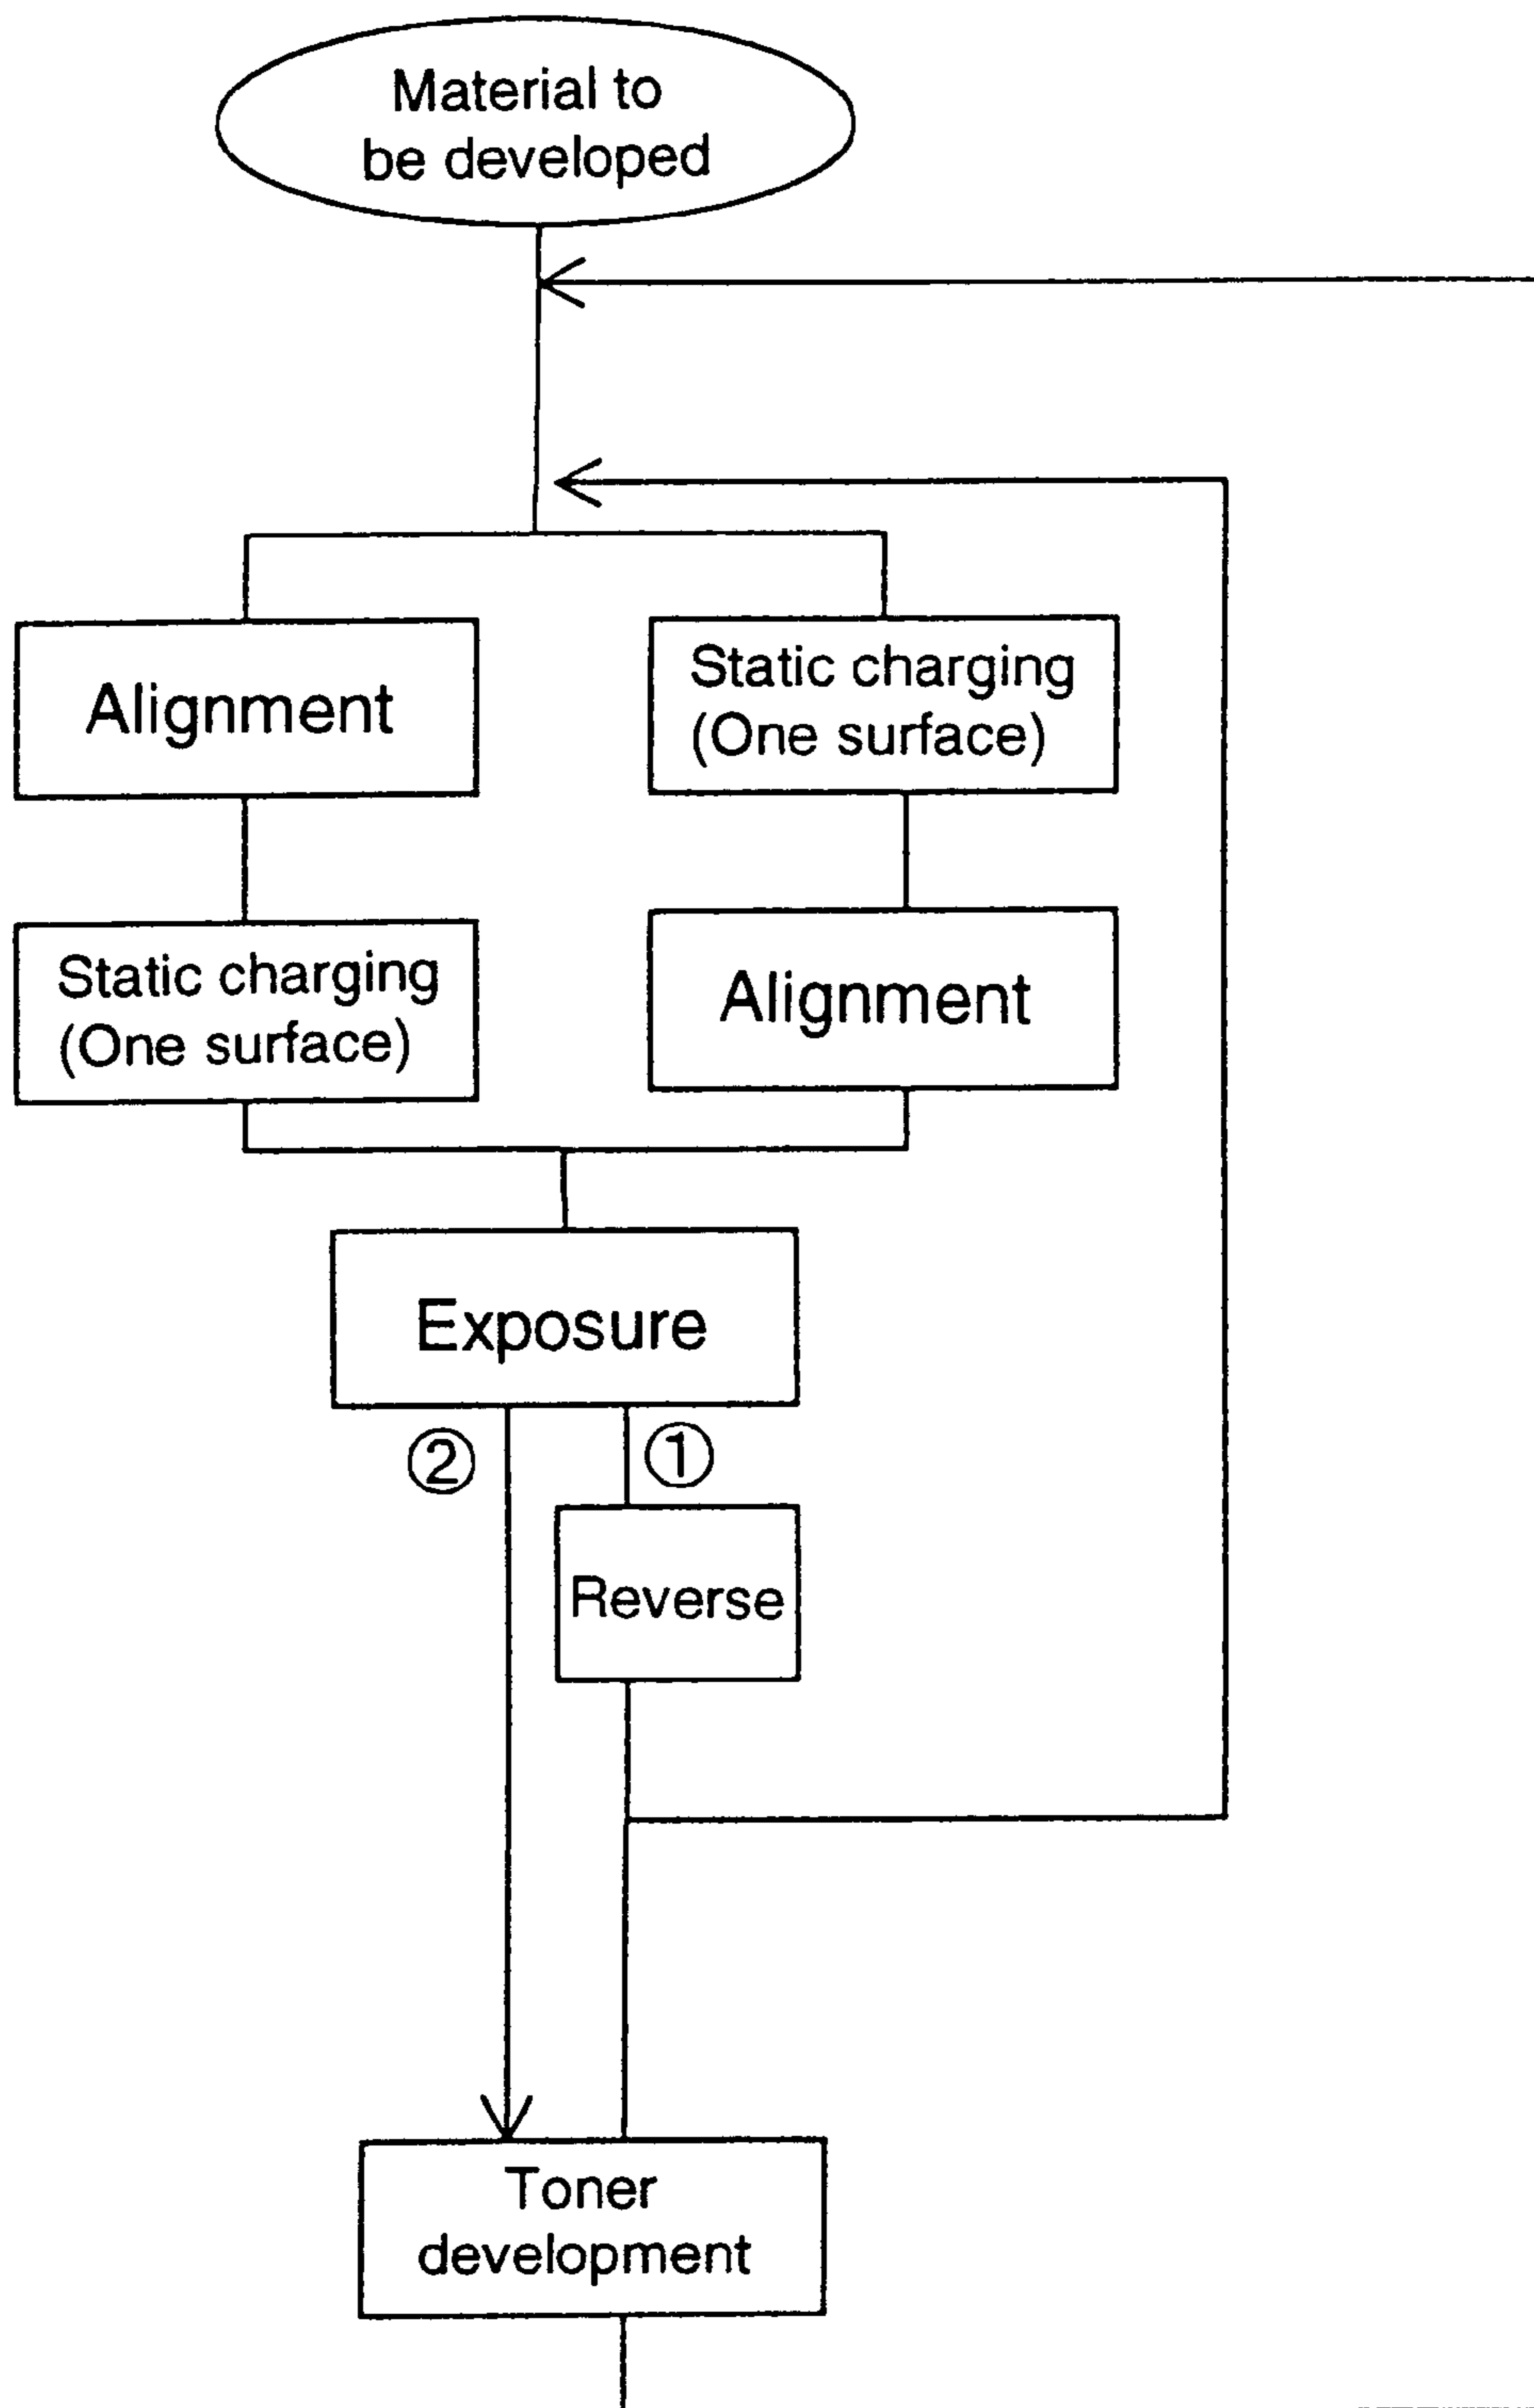 Material to
be developed
Alignment
Static charging
(One surface)
Static charging
(One surface)
Alignment
Exposure
②
①
Reverse
Toner
development